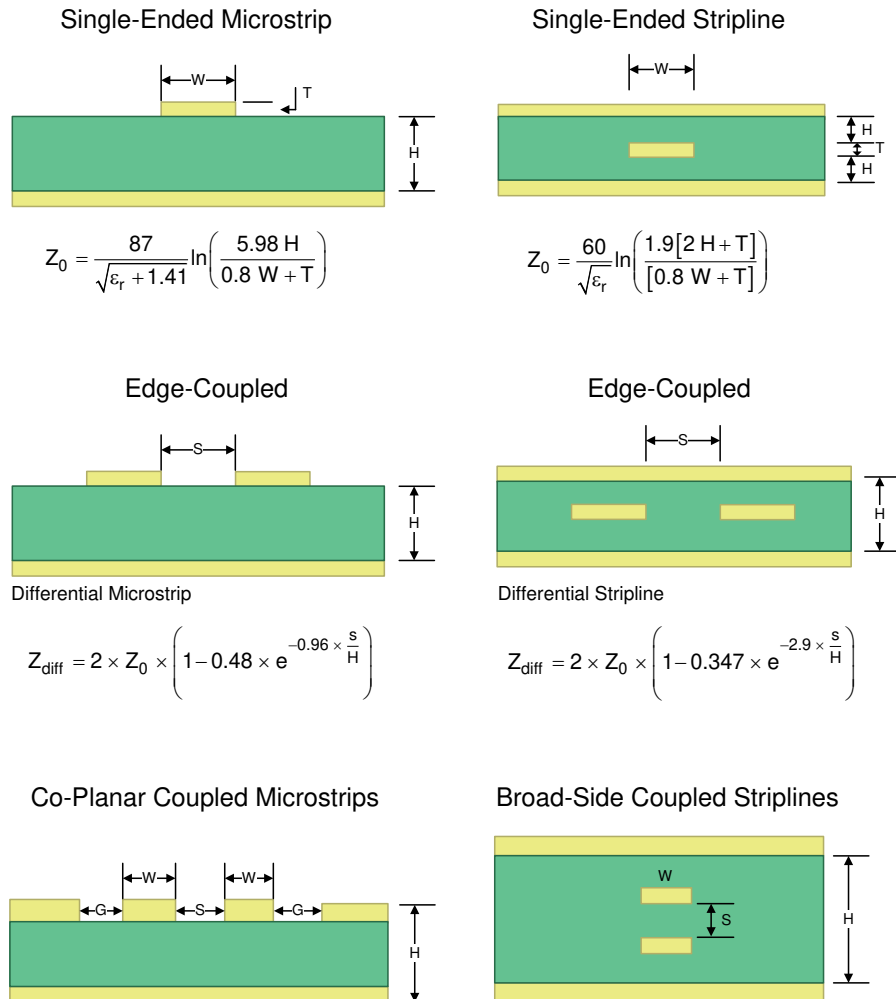 Single-Ended Microstrip
W
T
H
Z₀ = 87 / √(εᵣ + 1.41) ln(5.98 H / 0.8 W + T)
Single-Ended Stripline
W
H
T
H
Z₀ = 60 / √εᵣ ln(1.9[2 H + T] / [0.8 W + T])
Edge-Coupled
S
H
Differential Microstrip
Z_diff = 2 × Z₀ × (1 − 0.48 × e^(−0.96 × s/H))
Edge-Coupled
S
H
Differential Stripline
Z_diff = 2 × Z₀ × (1 − 0.347 × e^(−2.9 × s/H))
Co-Planar Coupled Microstrips
W W
G S G
H
Broad-Side Coupled Striplines
W
S
H